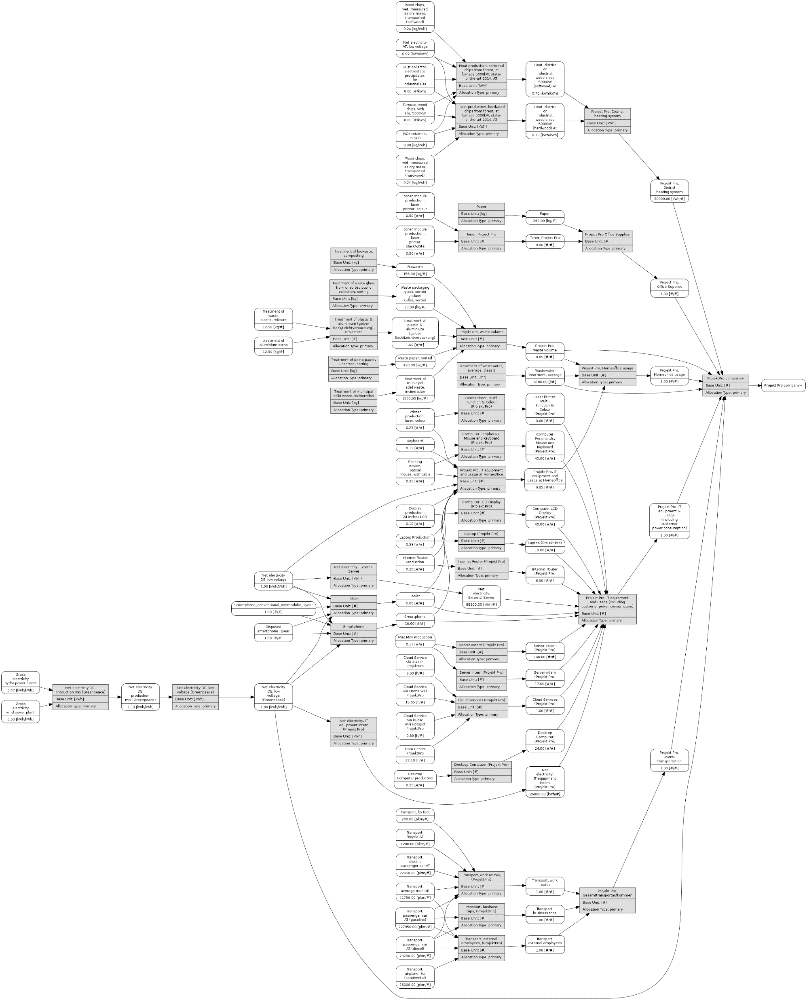 Wood chips,
wet, measured
as dry mass,
transported
(softwood)
0.24 [kg/kWh]
Net electricity
AT, low voltage
0.02 [kWh/kWh]
Dust collector,
electrostatic
precipitator,
for
industrial use
0.00 [#/kWh]
Furnace, wood
chips, with
silo, 5000kW
0.00 [#/kWh]
NOx retained,
in SCR
0.00 [kg/kWh]
Wood chips,
wet, measured
as dry mass,
transported
(hardwood)
0.24 [kg/kWh]
Heat production, softwood
chips from forest, at
furnace 5000kW, state-
of-the-art 2014, AT
Base Unit: [kWh]
Allocation Type: primary
Heat production, hardwood
chips from forest, at
furnace 5000kW, state-
of-the-art 2014, AT
Base Unit: [kWh]
Allocation Type: primary
Heat, district
or
industrial,
wood chips
5000kW
(softwood) AT
0.70 [kWh/kWh]
Heat, district
or
industrial,
wood chips
5000kW
(hardwood) AT
0.70 [kWh/kWh]
Project Pro, District
heating system
Base Unit: [kWh]
Allocation Type: primary
Projekt Pro,
District
heating system
50000.00 [kWh/#]
toner module
production,
laser
printer, colour
0.50 [#/#]
toner module
production,
laser
printer,
black/white
0.50 [#/#]
Paper
Base Unit: [kg]
Allocation Type: primary
Toner, Project Pro
Base Unit: [#]
Allocation Type: primary
Paper
260.00 [kg/#]
Toner, Project Pro
9.00 [#/#]
Project Pro Office Supplies
Base Unit: [#]
Allocation Type: primary
Project Pro,
Office Supplies
1.00 [#/#]
Treatment of biowaste,
composting
Base Unit: [kg]
Allocation Type: primary
Treatment of waste glass
from unsorted public
collection, sorting
Base Unit: [kg]
Allocation Type: primary
Treatment of
waste
plastic, mixture
12.50 [kg/#]
treatment of
aluminium scrap
12.50 [kg/#]
treatment of plastic &
aluminium (gelber
Sack/Leichtverpackung),
ProjectPro
Base Unit: [#]
Allocation Type: primary
Treatment of waste paper,
unsorted, sorting
Base Unit: [kg]
Allocation Type: primary
Treatment of municipal
solid waste, incineration
Base Unit: [kg]
Allocation Type: primary
Biowaste
156.00 [kg/#]
Waste packaging
glass, sorted
/ Glass
cullet, sorted
10.00 [kg/#]
treatment of
plastic &
aluminium
(gelber
Sack/Leichtverpackung)
1.00 [#/#]
waste paper, sorted
420.00 [kg/#]
Treatment of
municipal
solid waste,
incineration
1560.00 [kg/#]
Projekt Pro, Waste volume
Base Unit: [#]
Allocation Type: primary
Treatment of Wastewater,
average, class 3
Base Unit: [m³]
Allocation Type: primary
Projekt Pro,
Waste volume
0.05 [#/#]
Wastewater
Treatment, average
6700.00 [l/#]
Projekt Pro, Homeoffice usage
Base Unit: [#]
Allocation Type: primary
Projekt Pro,
Homeoffice usage
1.00 [#/#]
ProjektPro company+
Base Unit: [#]
Allocation Type: primary
Projekt Pro company+
Printer
production,
laser, colour
0.25 [#/#]
Keyboard
0.13 [#/#]
Pointing
device,
optical
mouse, with cable
0.25 [#/#]
Laser Printer, Multi-
Function & Colour
(Projekt Pro)
Base Unit: [#]
Allocation Type: primary
Computer Peripherals,
Mouse and Keyboard
(Projekt Pro)
Base Unit: [#]
Allocation Type: primary
Projekt Pro, IT equipment
and usage at Homeoffice
Base Unit: [#]
Allocation Type: primary
Laser Printer,
Multi-
Function &
Colour
(Projekt Pro)
3.00 [#/#]
Computer
Peripherals,
Mouse and
Keyboard
(Projekt Pro)
40.00 [#/#]
Projekt Pro, IT
equipment and
usage at Homeoffice
0.05 [#/#]
Display
production,
24 inches LCD
0.10 [#/#]
Laptop Production
0.33 [#/#]
Internet Router
Production
0.20 [#/#]
Computer LCD Display
(Projekt Pro)
Base Unit: [#]
Allocation Type: primary
Laptop (Projekt Pro)
Base Unit: [#]
Allocation Type: primary
Internet Router (Projekt Pro)
Base Unit: [#]
Allocation Type: primary
Computer LCD
Display
(Projekt Pro)
40.00 [#/#]
Laptop (Projekt Pro)
19.00 [#/#]
Internet Router
(Projekt Pro)
6.00 [#/#]
Projekt Pro, IT
equipment &
usage
(including
customer
power consumption)
1.00 [#/#]
Net electricity
DE, low voltage
1.00 [kWh/kWh]
Smartphone_conventional_nonmodular_1year
1.00 [#/#]
Disposed
smartphone_1year
1.00 [#/#]
Net electricity, External
Server
Base Unit: [kWh]
Allocation Type: primary
Tablet
Base Unit: [#]
Allocation Type: primary
Smartphone
Base Unit: [#]
Allocation Type: primary
Tablet
6.00 [#/#]
Smartphone
10.00 [#/#]
Net
electricity,
External Server
88300.00 [kWh/#]
Projekt Pro, IT equipment
and usage (including
customer power consumption)
Base Unit: [#]
Allocation Type: primary
Mac Mini Production
0.17 [#/#]
Cloud Service
via 4G LTE
ProjektPro
3.63 [h/#]
Cloud Service
via Home WiFi
ProjektPro
15.65 [h/#]
Cloud Service
via Public
WiFi Hotspot
ProjektPro
0.80 [h/#]
Data Center
ProjektPro
22.10 [h/#]
Desktop
Computer production
0.25 [#/#]
Server extern (Projekt Pro)
Base Unit: [#]
Allocation Type: primary
Server intern (Projekt Pro)
Base Unit: [#]
Allocation Type: primary
Cloud Services (Projekt Pro)
Base Unit: [#]
Allocation Type: primary
Desktop Computer (Projekt Pro)
Base Unit: [#]
Allocation Type: primary
Server extern
(Projekt Pro)
160.00 [#/#]
Server intern
(Projekt Pro)
17.00 [#/#]
Cloud Services
(Projekt Pro)
1.00 [#/#]
Desktop
Computer
(Projekt Pro)
24.00 [#/#]
Net
electricity,
IT equipment
intern
(Projekt Pro)
26000.00 [kWh/#]
Gross
electricity
hydro power plants
0.47 [kWh/kWh]
Gross
electricity
wind power plant
0.53 [kWh/kWh]
Net electricity DE,
production mix (Greenpeace)
Base Unit: [kWh]
Allocation Type: primary
Net electricity
DE,
production
mix (Greenpeace)
1.13 [kWh/kWh]
Net electricity DE, low
voltage (Greenpeace)
Base Unit: [kWh]
Allocation Type: primary
Net electricity
DE, low
voltage
(Greenpeace)
1.00 [kWh/kWh]
Net electricity, IT
equipment intern
(Projekt Pro)
Base Unit: [kWh]
Allocation Type: primary
Transport, by foot
200.00 [pkm/#]
Transport,
Bicycle AT
1200.00 [pkm/#]
Transport,
electric
passenger car AT
22950.00 [pkm/#]
Transport,
average train DE
41750.00 [pkm/#]
Transport,
passenger car
AT (gasoline)
227950.00 [pkm/#]
Transport,
passenger car
AT (diesel)
73250.00 [pkm/#]
Transport,
airplane, EU
(continental)
16000.00 [pkm/#]
Transport, work routes,
(ProjektPro)
Base Unit: [#]
Allocation Type: primary
Transport, business
trips, (ProjektPro)
Base Unit: [#]
Allocation Type: primary
Transport, external
employees, (ProjektPro)
Base Unit: [#]
Allocation Type: primary
Transport, work
routes
1.00 [#/#]
Transport,
business trips
1.00 [#/#]
Transport,
external employees
1.00 [#/#]
Projekt Pro,
Gesamttransportaufkommen
Base Unit: [#]
Allocation Type: primary
Projekt Pro,
Overall
transportation
1.00 [#/#]